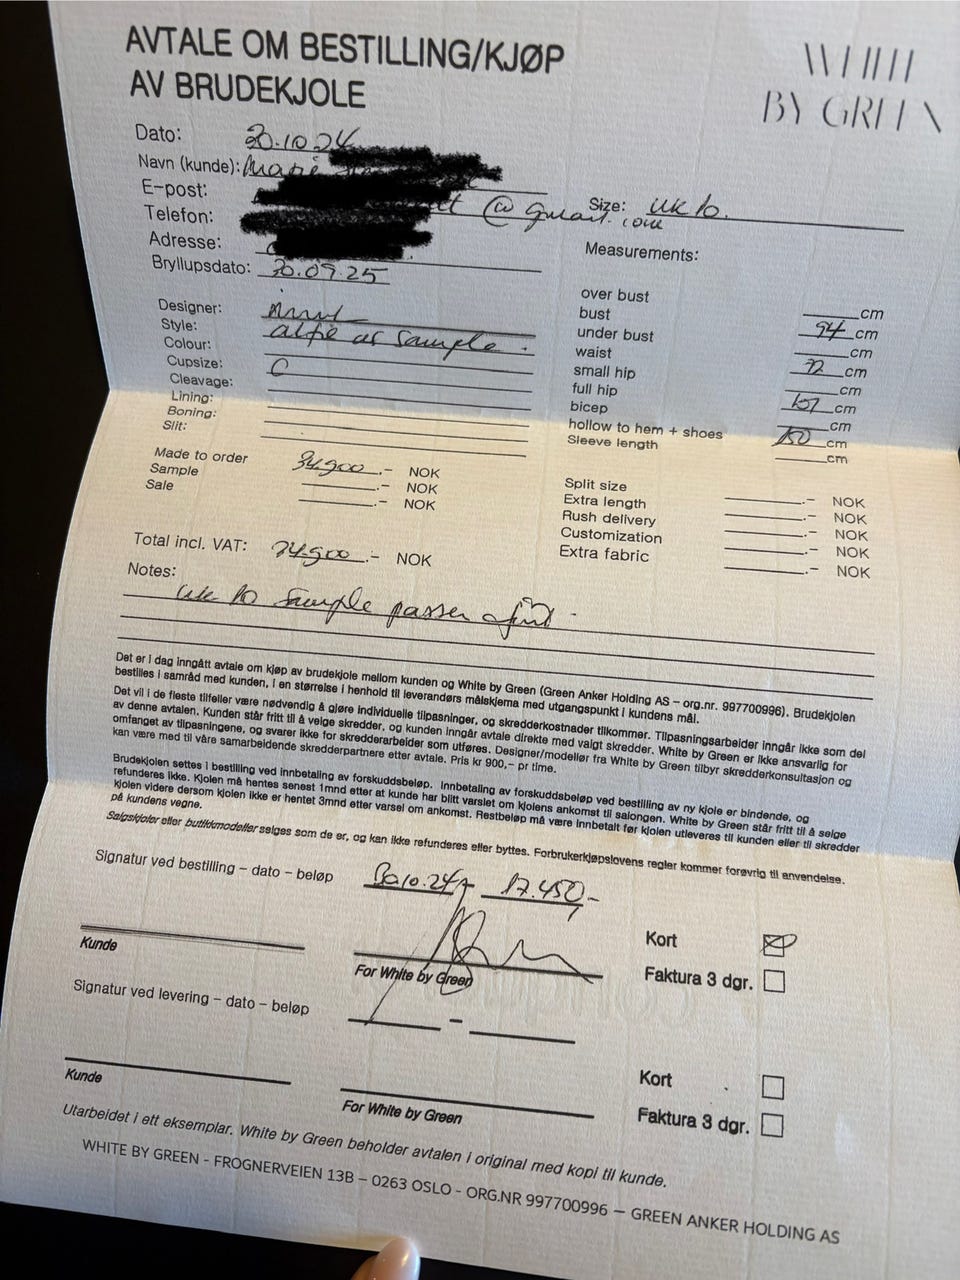 AVTALE OM BESTILLING/KJØP
AV BRUDEKJOLE
WHITE
BY GREEN
Dato: 20.10.24
Navn (kunde): Marie
E-post: @gmail.com
Telefon:
Adresse:
Bryllupsdato: 20.09.25
Size: UK 10.
Measurements:
over bust cm
bust 94 cm
under bust cm
waist 72 cm
small hip cm
full hip 107 cm
bicep cm
hollow to hem + shoes 150 cm
Sleeve length cm
Designer:
Style: alfie as sample.
Colour:
Cupsize: C
Cleavage:
Lining:
Boning:
Slit:
Made to order 34900.- NOK
Sample .- NOK
Sale .- NOK
Split size .- NOK
Extra length .- NOK
Rush delivery .- NOK
Customization .- NOK
Extra fabric .- NOK
Total incl. VAT: 34900.- NOK
Notes:
UK 10 sample passer fint.
Det er i dag inngått avtale om kjøp av brudekjole mellom kunden og White by Green (Green Anker Holding AS – org.nr. 997700996). Brudekjolen
bestilles i samråd med kunden, i en størrelse i henhold til leverandørs målskjema med utgangspunkt i kundens mål.
Det vil i de fleste tilfeller være nødvendig å gjøre individuelle tilpasninger, og skredderkostnader tilkommer. Tilpasningsarbeider inngår ikke som del
av denne avtalen. Kunden står fritt til å velge skredder, og kunden inngår avtale direkte med valgt skredder. White by Green er ikke ansvarlig for
omfanget av tilpasningene, og svarer ikke for skredderarbeider som utføres. Designer/modellør fra White by Green tilbyr skredderkonsultasjon og
kan være med til våre samarbeidende skredderpartnere etter avtale. Pris kr 900,– pr time.
Brudekjolen settes i bestilling ved innbetaling av forskuddsbeløp. Innbetaling av forskuddsbeløp ved bestilling av ny kjole er bindende, og
refunderes ikke. Kjolen må hentes senest 1mnd etter at kunde har blitt varslet om kjolens ankomst til salongen. White by Green står fritt til å selge
kjolen videre dersom kjolen ikke er hentet 3mnd etter varsel om ankomst. Restbeløp må være innbetalt før kjolen utleveres til kunden eller til skredder
på kundens vegne.
Salgskjoler eller butikkmodeller selges som de er, og kan ikke refunderes eller byttes. Forbrukerkjøpslovens regler kommer forøvrig til anvendelse.
Signatur ved bestilling – dato – beløp 17.450,-
Kunde
For White by Green
Kort
Faktura 3 dgr.
Signatur ved levering – dato – beløp
Kunde
For White by Green
Kort
Faktura 3 dgr.
Utarbeidet i ett eksemplar. White by Green beholder avtalen i original med kopi til kunde.
WHITE BY GREEN - FROGNERVEIEN 13B – 0263 OSLO - ORG.NR 997700996 – GREEN ANKER HOLDING AS